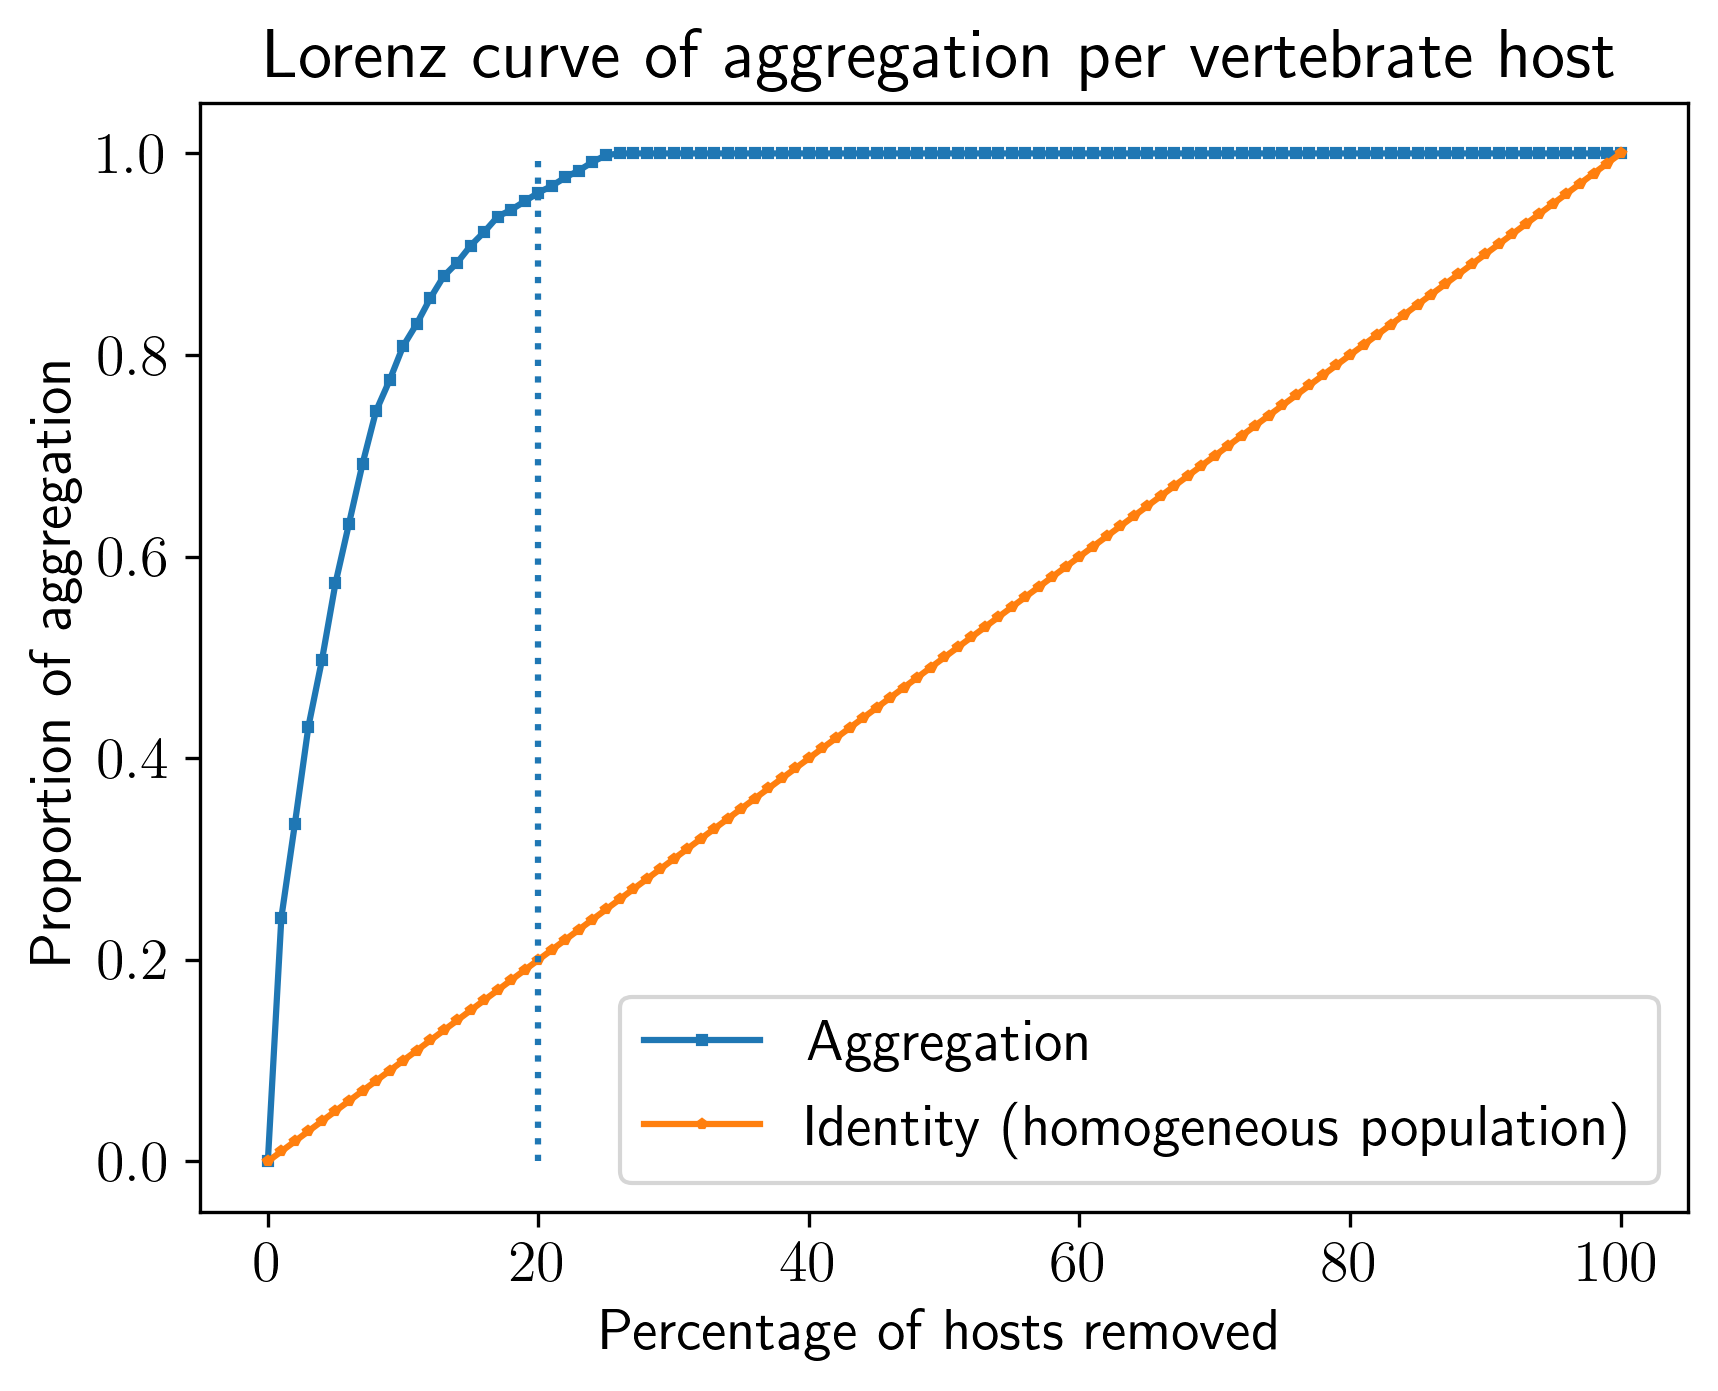 Lorenz curve of aggregation per vertebrate host
Proportion of aggregation
1.0
0.8
0.6
0.4
0.2
0.0
Aggregation
Identity (homogeneous population)
0 20 40 60 80 100
Percentage of hosts removed